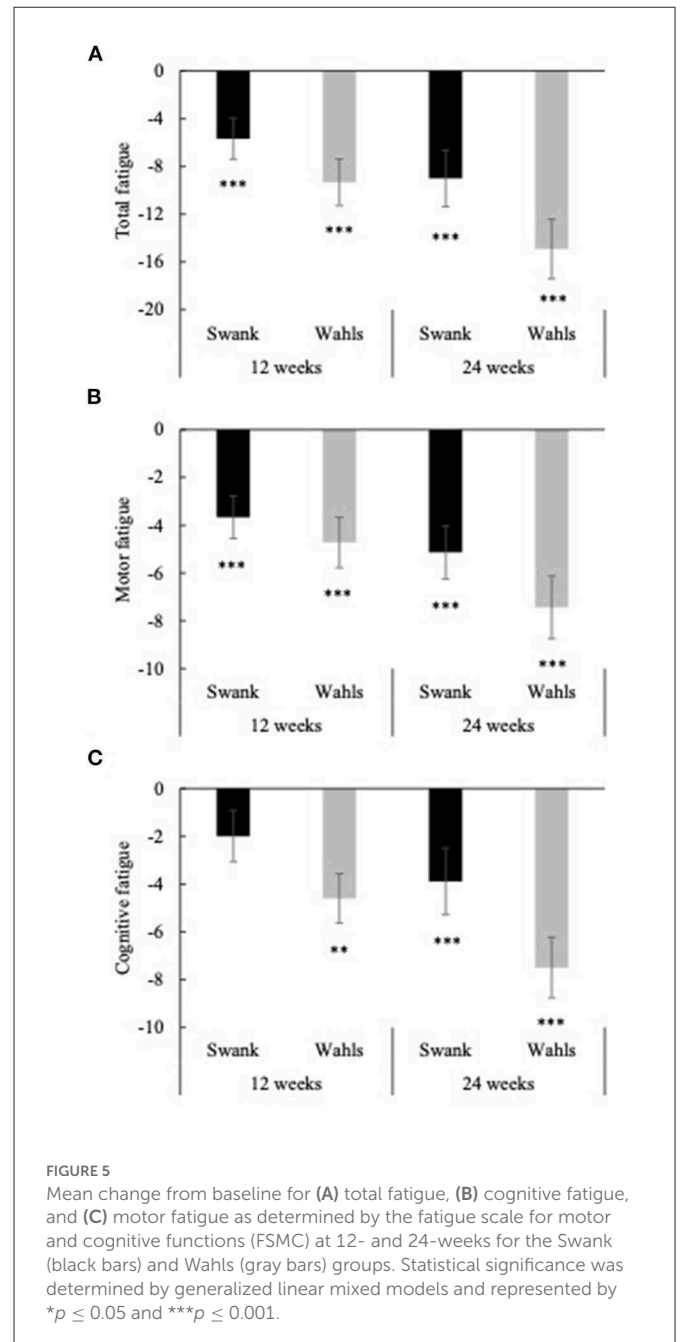 A
0
-4
-8
-12
-16
-20
Total fatigue
***
***
***
***
Swank Wahls Swank Wahls
12 weeks 24 weeks
B
0
-2
-4
-6
-8
-10
Motor fatigue
***
***
***
***
Swank Wahls Swank Wahls
12 weeks 24 weeks
C
0
-2
-4
-6
-8
-10
Cognitive fatigue
**
***
***
Swank Wahls Swank Wahls
12 weeks 24 weeks
FIGURE 5
Mean change from baseline for (A) total fatigue, (B) cognitive fatigue,
and (C) motor fatigue as determined by the fatigue scale for motor
and cognitive functions (FSMC) at 12- and 24-weeks for the Swank
(black bars) and Wahls (gray bars) groups. Statistical significance was
determined by generalized linear mixed models and represented by
*p ≤ 0.05 and ***p ≤ 0.001.